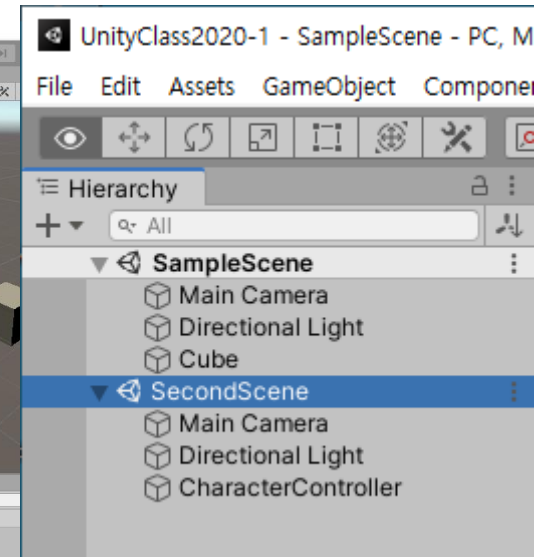 UnityClass2020-1 - SampleScene - PC, M
File Edit Assets GameObject Componen
Hierarchy
All
SampleScene
Main Camera
Directional Light
Cube
SecondScene
Main Camera
Directional Light
CharacterController